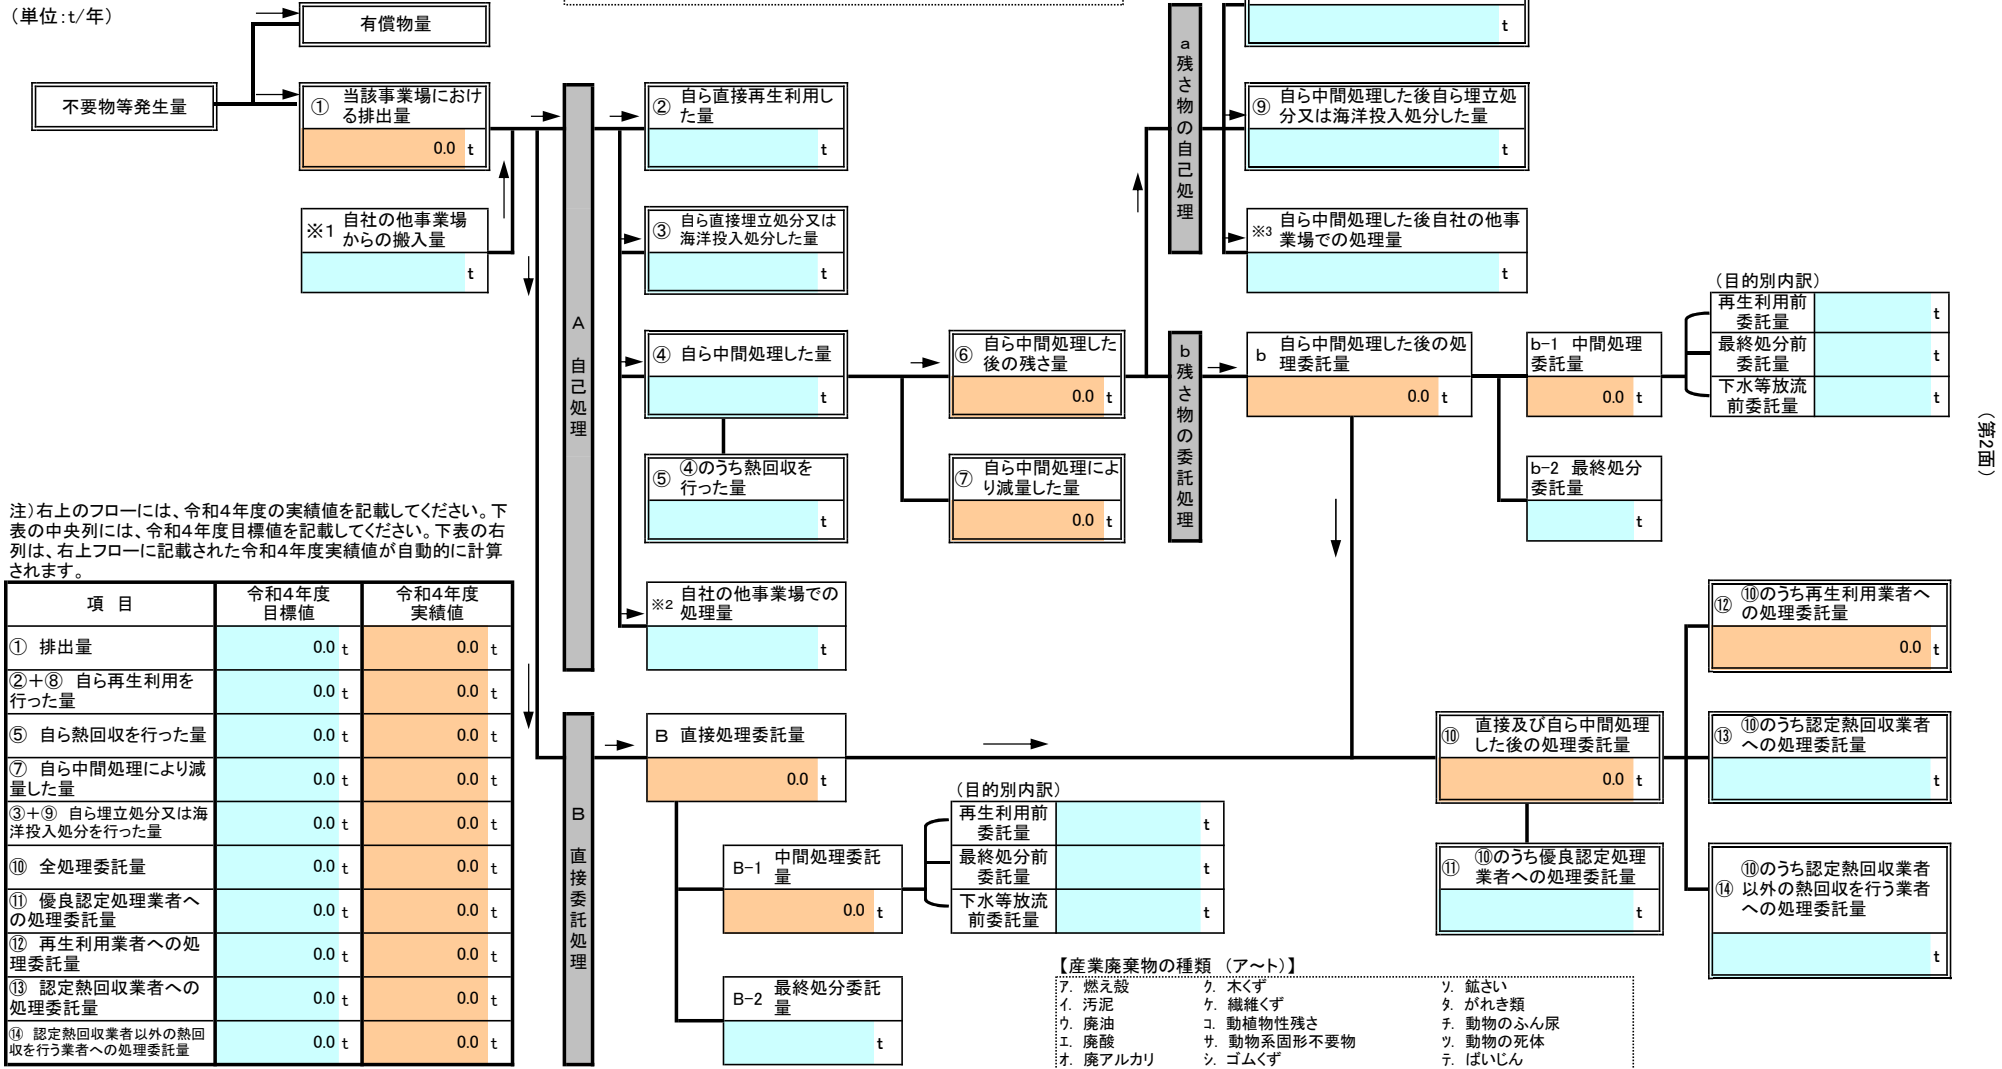 （単位：t/年）
有償物量
不要物等発生量
① 当該事業場におけ
る排出量
0.0 t
※1 自社の他事業場
からの搬入量
t
A 自己処理
② 自ら直接再生利用し
た量
t
③ 自ら直接埋立処分又は
海洋投入処分した量
t
④ 自ら中間処理した量
t
⑤ ④のうち熱回収を
行った量
t
※2 自社の他事業場での
処理量
t
⑥ 自ら中間処理した
後の残さ量
0.0 t
⑦ 自ら中間処理によ
り減量した量
0.0 t
a 残さ物の自己処理
t
⑨ 自ら中間処理した後自ら埋立処
分又は海洋投入処分した量
t
※3 自ら中間処理した後自社の他事
業場での処理量
t
b 残さ物の委託処理
b 自ら中間処理した後の処
理委託量
0.0 t
b-1 中間処理
委託量
0.0 t
（目的別内訳）
再生利用前
委託量
t
最終処分前
委託量
t
下水等放流
前委託量
t
b-2 最終処分
委託量
t
（第2面）
注）右上のフローには、令和４年度の実績値を記載してください。下
表の中央列には、令和４年度目標値を記載してください。下表の右
列は、右上フローに記載された令和４年度実績値が自動的に計算
されます。
項 目
令和４年度
目標値
令和４年度
実績値
① 排出量 0.0 t 0.0 t
②＋⑧ 自ら再生利用を
行った量 0.0 t 0.0 t
⑤ 自ら熱回収を行った量 0.0 t 0.0 t
⑦ 自ら中間処理により減
量した量 0.0 t 0.0 t
③＋⑨ 自ら埋立処分又は海
洋投入処分を行った量 0.0 t 0.0 t
⑩ 全処理委託量 0.0 t 0.0 t
⑪ 優良認定処理業者へ
の処理委託量 0.0 t 0.0 t
⑫ 再生利用業者への処
理委託量 0.0 t 0.0 t
⑬ 認定熱回収業者への
処理委託量 0.0 t 0.0 t
⑭ 認定熱回収業者以外の熱回
収を行う業者への処理委託量 0.0 t 0.0 t
B 直接委託処理
B 直接処理委託量
0.0 t
B-1 中間処理委託
量
0.0 t
（目的別内訳）
再生利用前
委託量
t
最終処分前
委託量
t
下水等放流
前委託量
t
B-2 最終処分委託
量
t
⑩ 直接及び自ら中間処理
した後の処理委託量
0.0 t
⑪ ⑩のうち優良認定処理
業者への処理委託量
t
⑫ ⑩のうち再生利用業者へ
の処理委託量
0.0 t
⑬ ⑩のうち認定熱回収業者
への処理委託量
t
⑭ ⑩のうち認定熱回収業者
以外の熱回収を行う業者
への処理委託量
t
【産業廃棄物の種類 （ア～ト）】
ア. 燃え殻 ク. 木くず ソ. 鉱さい
イ. 汚泥 ケ. 繊維くず タ. がれき類
ウ. 廃油 コ. 動植物性残さ チ. 動物のふん尿
エ. 廃酸 サ. 動物系固形不要物 ツ. 動物の死体
オ. 廃アルカリ シ. ゴムくず テ. ばいじん